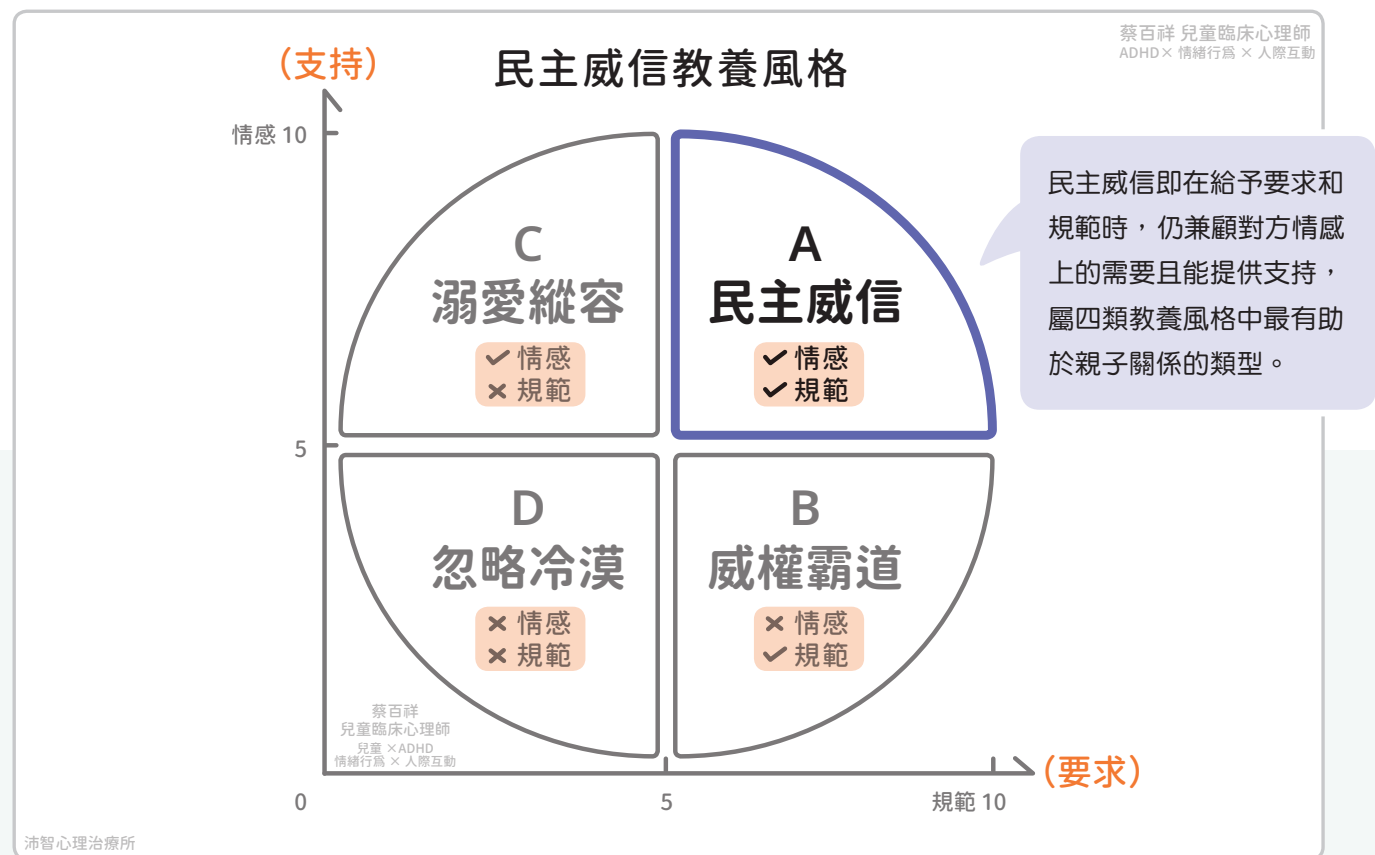 蔡百祥 兒童臨床心理師
ADHD× 情緒行為 × 人際互動
(支持)
民主威信教養風格
情感 10
民主威信即在給予要求和
規範時，仍兼顧對方情感
上的需要且能提供支持，
屬四類教養風格中最有助
於親子關係的類型。
C
溺愛縱容
✓ 情感
× 規範
A
民主威信
✓ 情感
✓ 規範
5
D
忽略冷漠
× 情感
× 規範
B
威權霸道
× 情感
✓ 規範
蔡百祥
兒童臨床心理師
兒童 ×ADHD
情緒行為 × 人際互動
(要求)
0
5
規範 10
沛智心理治療所